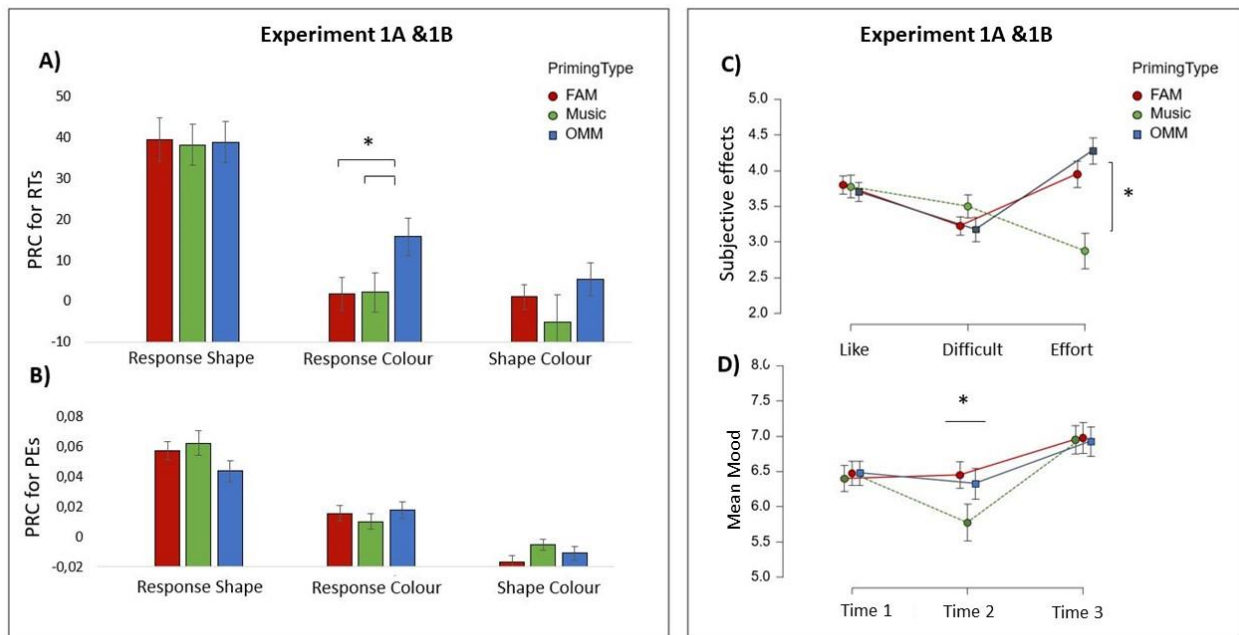 Experiment 1A &1B
A)
PrimingType
FAM
Music
OMM
PRC for RTs
50
40
30
20
10
0
-10
*
Response Shape
Response Colour
Shape Colour
B)
PRC for PEs
0,08
0,06
0,04
0,02
0
-0,02
Response Shape
Response Colour
Shape Colour
Experiment 1A &1B
C)
PrimingType
FAM
Music
OMM
Subjective effects
5.0
4.5
4.0
3.5
3.0
2.5
2.0
*
Like
Difficult
Effort
D)
Mean Mood
8.0
7.5
7.0
6.5
6.0
5.5
5.0
*
Time 1
Time 2
Time 3